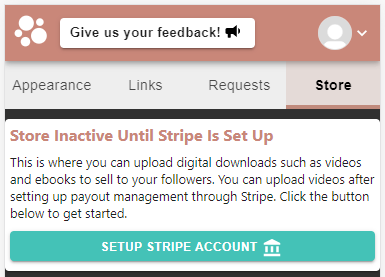 Give us your feedback!
Appearance Links Requests Store
Store Inactive Until Stripe Is Set Up
This is where you can upload digital downloads such as videos
and ebooks to sell to your followers. You can upload videos after
setting up payout management through Stripe. Click the button
below to get started.
SETUP STRIPE ACCOUNT